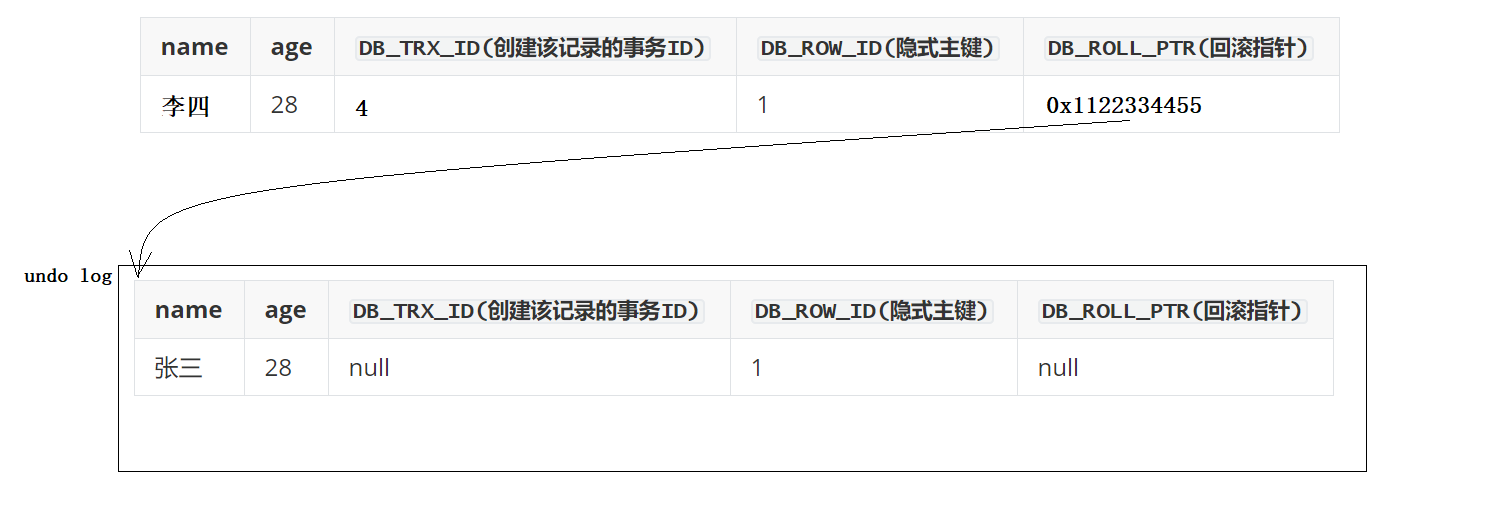 name age DB_TRX_ID(创建该记录的事务ID) DB_ROW_ID(隐式主键) DB_ROLL_PTR(回滚指针)
李四 28 4 1 0x1122334455
undo log
name age DB_TRX_ID(创建该记录的事务ID) DB_ROW_ID(隐式主键) DB_ROLL_PTR(回滚指针)
张三 28 null 1 null